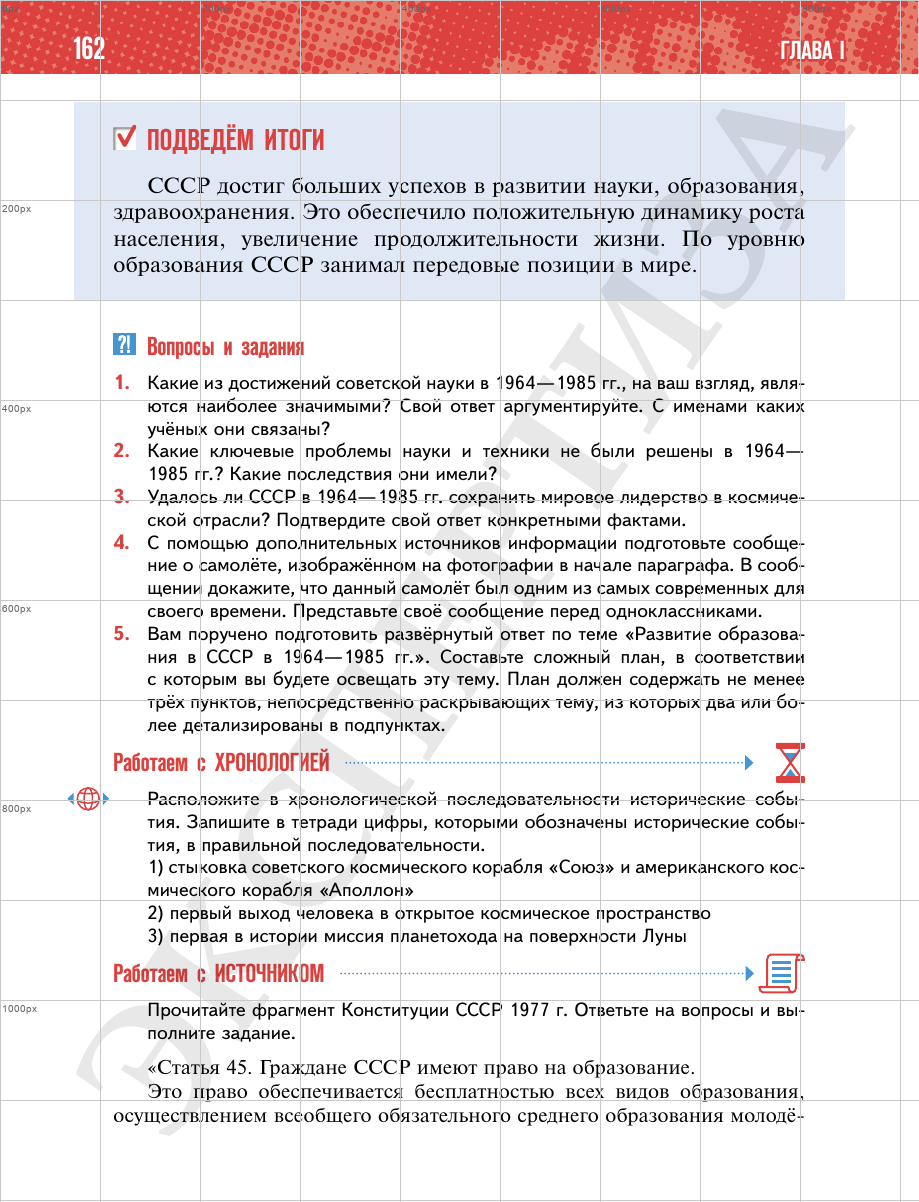 162
ГЛАВА I
ПОДВЕДЁМ ИТОГИ
СССР достиг больших успехов в развитии науки, образования,
здравоохранения. Это обеспечило положительную динамику роста
населения, увеличение продолжительности жизни. По уровню
образования СССР занимал передовые позиции в мире.
?! Вопросы и задания
1. Какие из достижений советской науки в 1964—1985 гг., на ваш взгляд, явля-
ются наиболее значимыми? Свой ответ аргументируйте. С именами каких
учёных они связаны?
2. Какие ключевые проблемы науки и техники не были решены в 1964—
1985 гг.? Какие последствия они имели?
3. Удалось ли СССР в 1964—1985 гг. сохранить мировое лидерство в космиче-
ской отрасли? Подтвердите свой ответ конкретными фактами.
4. С помощью дополнительных источников информации подготовьте сообще-
ние о самолёте, изображённом на фотографии в начале параграфа. В сооб-
щении докажите, что данный самолёт был одним из самых современных для
своего времени. Представьте своё сообщение перед одноклассниками.
5. Вам поручено подготовить развёрнутый ответ по теме «Развитие образова-
ния в СССР в 1964—1985 гг.». Составьте сложный план, в соответствии
с которым вы будете освещать эту тему. План должен содержать не менее
трёх пунктов, непосредственно раскрывающих тему, из которых два или бо-
лее детализированы в подпунктах.
Работаем с ХРОНОЛОГИЕЙ
Расположите в хронологической последовательности исторические собы-
тия. Запишите в тетради цифры, которыми обозначены исторические собы-
тия, в правильной последовательности.
1) стыковка советского космического корабля «Союз» и американского кос-
мического корабля «Аполлон»
2) первый выход человека в открытое космическое пространство
3) первая в истории миссия планетохода на поверхности Луны
Работаем с ИСТОЧНИКОМ
Прочитайте фрагмент Конституции СССР 1977 г. Ответьте на вопросы и вы-
полните задание.
«Статья 45. Граждане СССР имеют право на образование.
Это право обеспечивается бесплатностью всех видов образования,
осуществлением всеобщего обязательного среднего образования молодё-
ЭКСПЕРТИЗА
200px
400px
600px
800px
1000px